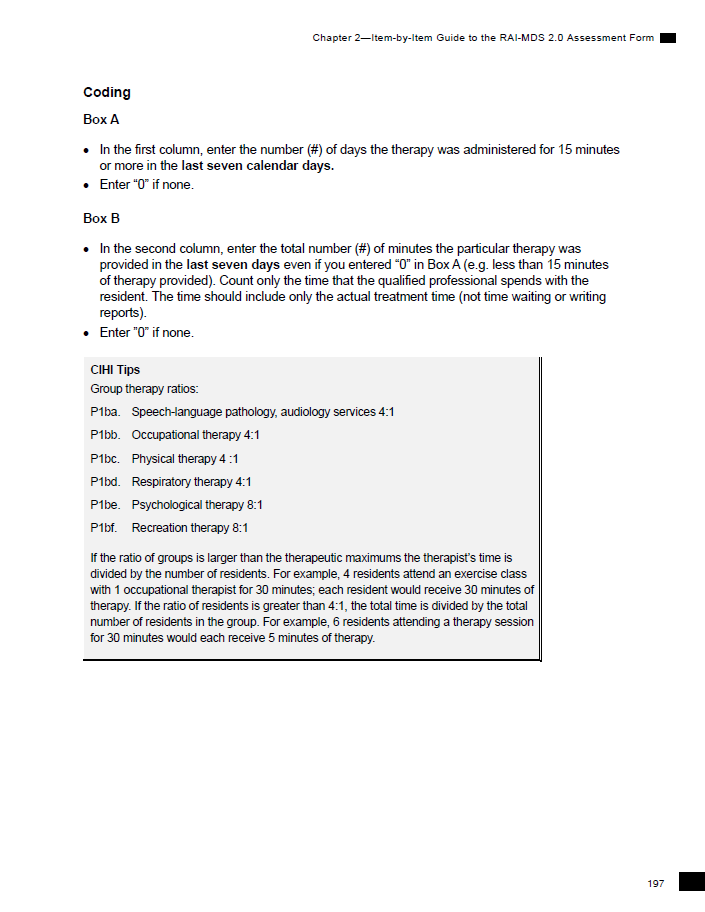 Chapter 2—Item-by-Item Guide to the RAI-MDS 2.0 Assessment Form
Coding
Box A
• In the first column, enter the number (#) of days the therapy was administered for 15 minutes
or more in the last seven calendar days.
• Enter “0” if none.
Box B
• In the second column, enter the total number (#) of minutes the particular therapy was
provided in the last seven days even if you entered “0” in Box A (e.g. less than 15 minutes
of therapy provided). Count only the time that the qualified professional spends with the
resident. The time should include only the actual treatment time (not time waiting or writing
reports).
• Enter ”0” if none.
CIHI Tips
Group therapy ratios:
P1ba. Speech-language pathology, audiology services 4:1
P1bb. Occupational therapy 4:1
P1bc. Physical therapy 4 :1
P1bd. Respiratory therapy 4:1
P1be. Psychological therapy 8:1
P1bf. Recreation therapy 8:1
If the ratio of groups is larger than the therapeutic maximums the therapist's time is
divided by the number of residents. For example, 4 residents attend an exercise class
with 1 occupational therapist for 30 minutes; each resident would receive 30 minutes of
therapy. If the ratio of residents is greater than 4:1, the total time is divided by the total
number of residents in the group. For example, 6 residents attending a therapy session
for 30 minutes would each receive 5 minutes of therapy.
197